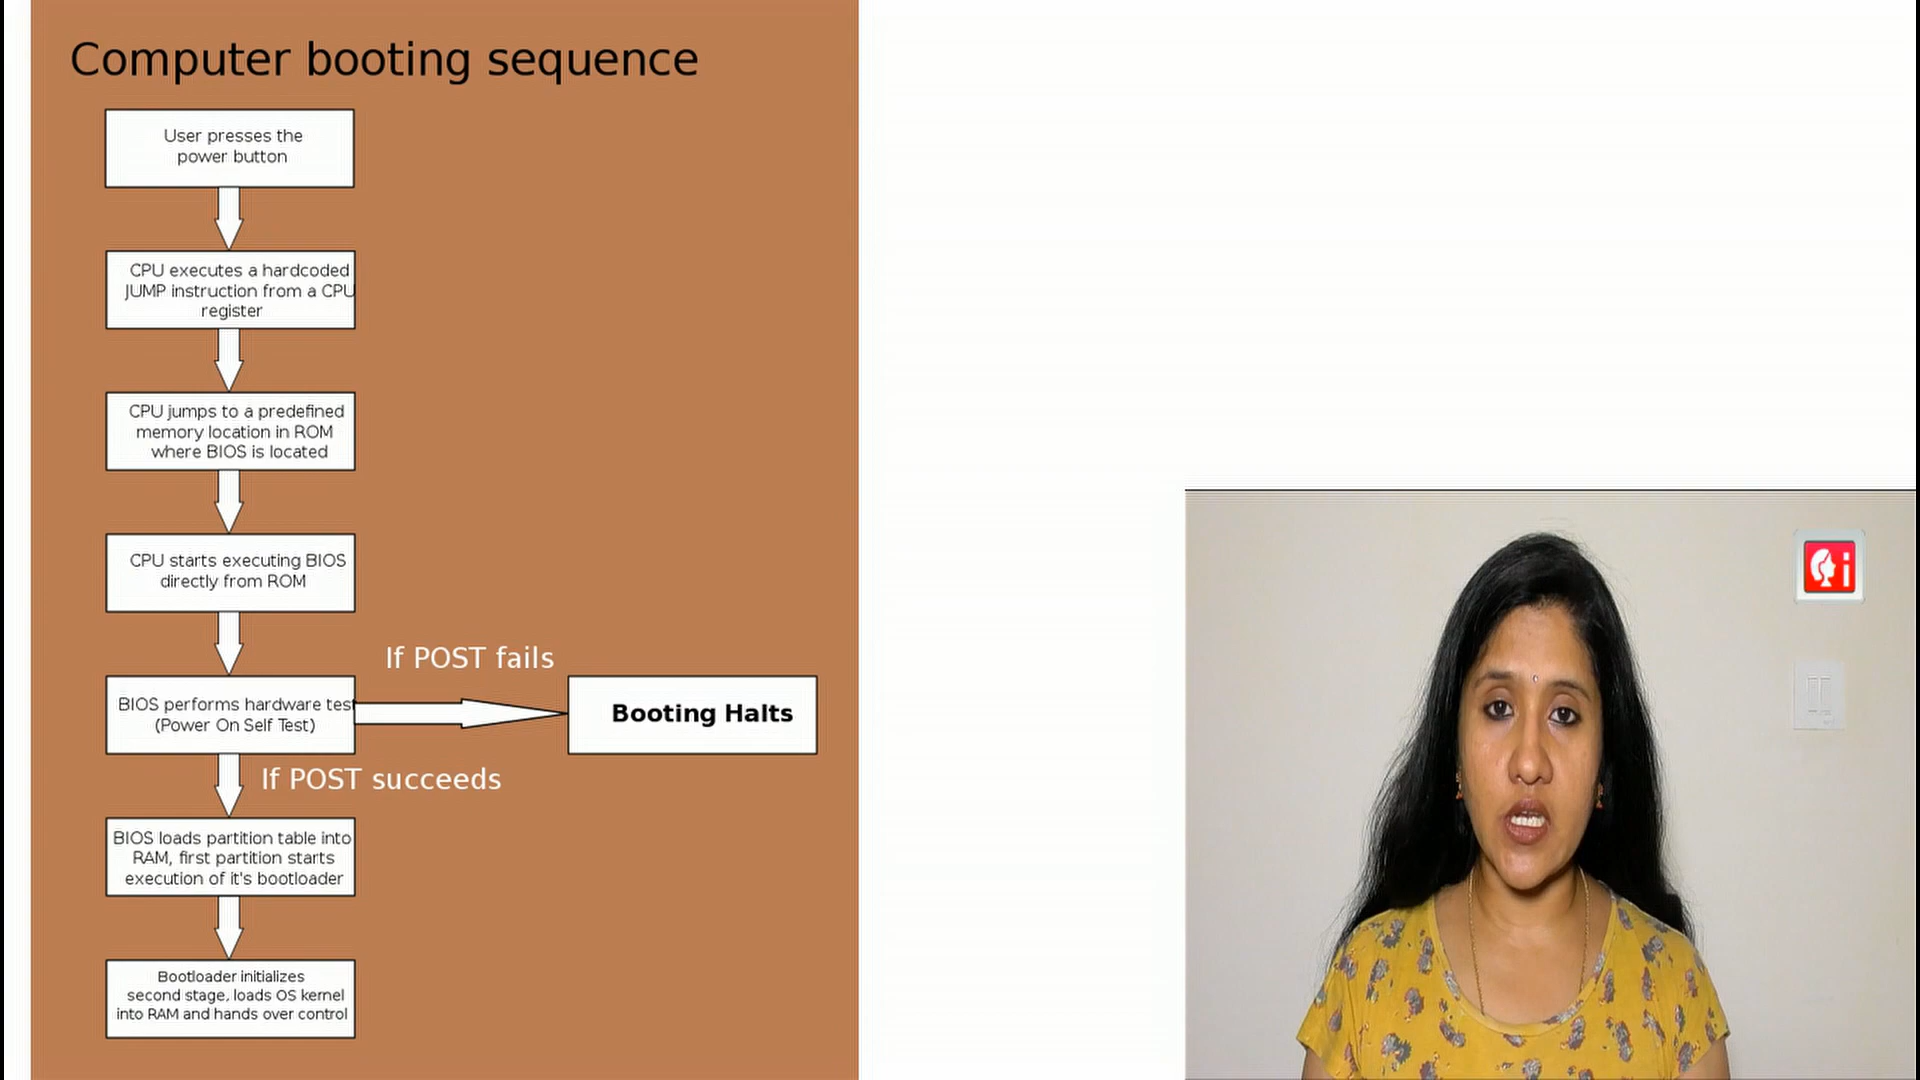 Computer booting sequence
User presses the
power button
CPU executes a hardcoded
JUMP instruction from a CPU
register
CPU jumps to a predefined
memory location in ROM
where BIOS is located
CPU starts executing BIOS
directly from ROM
If POST fails
BIOS performs hardware test
(Power On Self Test)
Booting Halts
If POST succeeds
BIOS loads partition table into
RAM, first partition starts
execution of it's bootloader
Bootloader initializes
second stage, loads OS kernel
into RAM and hands over control
i